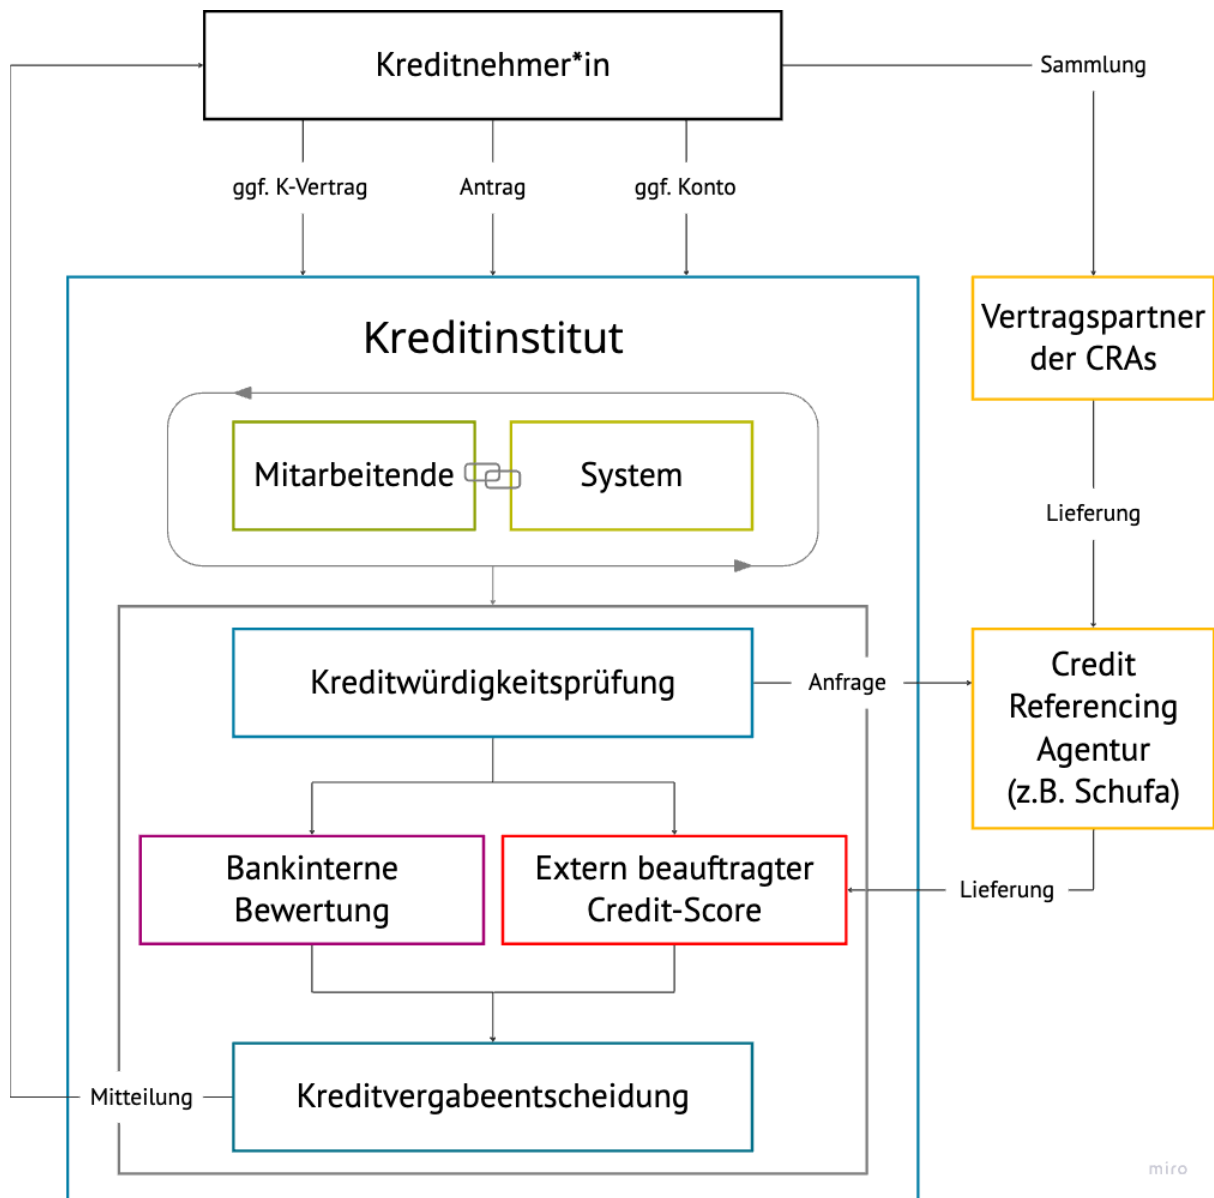 Kreditnehmer*in
Sammlung
ggf. K-Vertrag
Antrag
ggf. Konto
Kreditinstitut
Vertragspartner
der CRAs
Mitarbeitende
System
Lieferung
Kreditwürdigkeitsprüfung
Anfrage
Credit
Referencing
Agentur
(z.B. Schufa)
Bankinterne
Bewertung
Extern beauftragter
Credit-Score
Lieferung
Kreditvergabeentscheidung
Mitteilung
miro